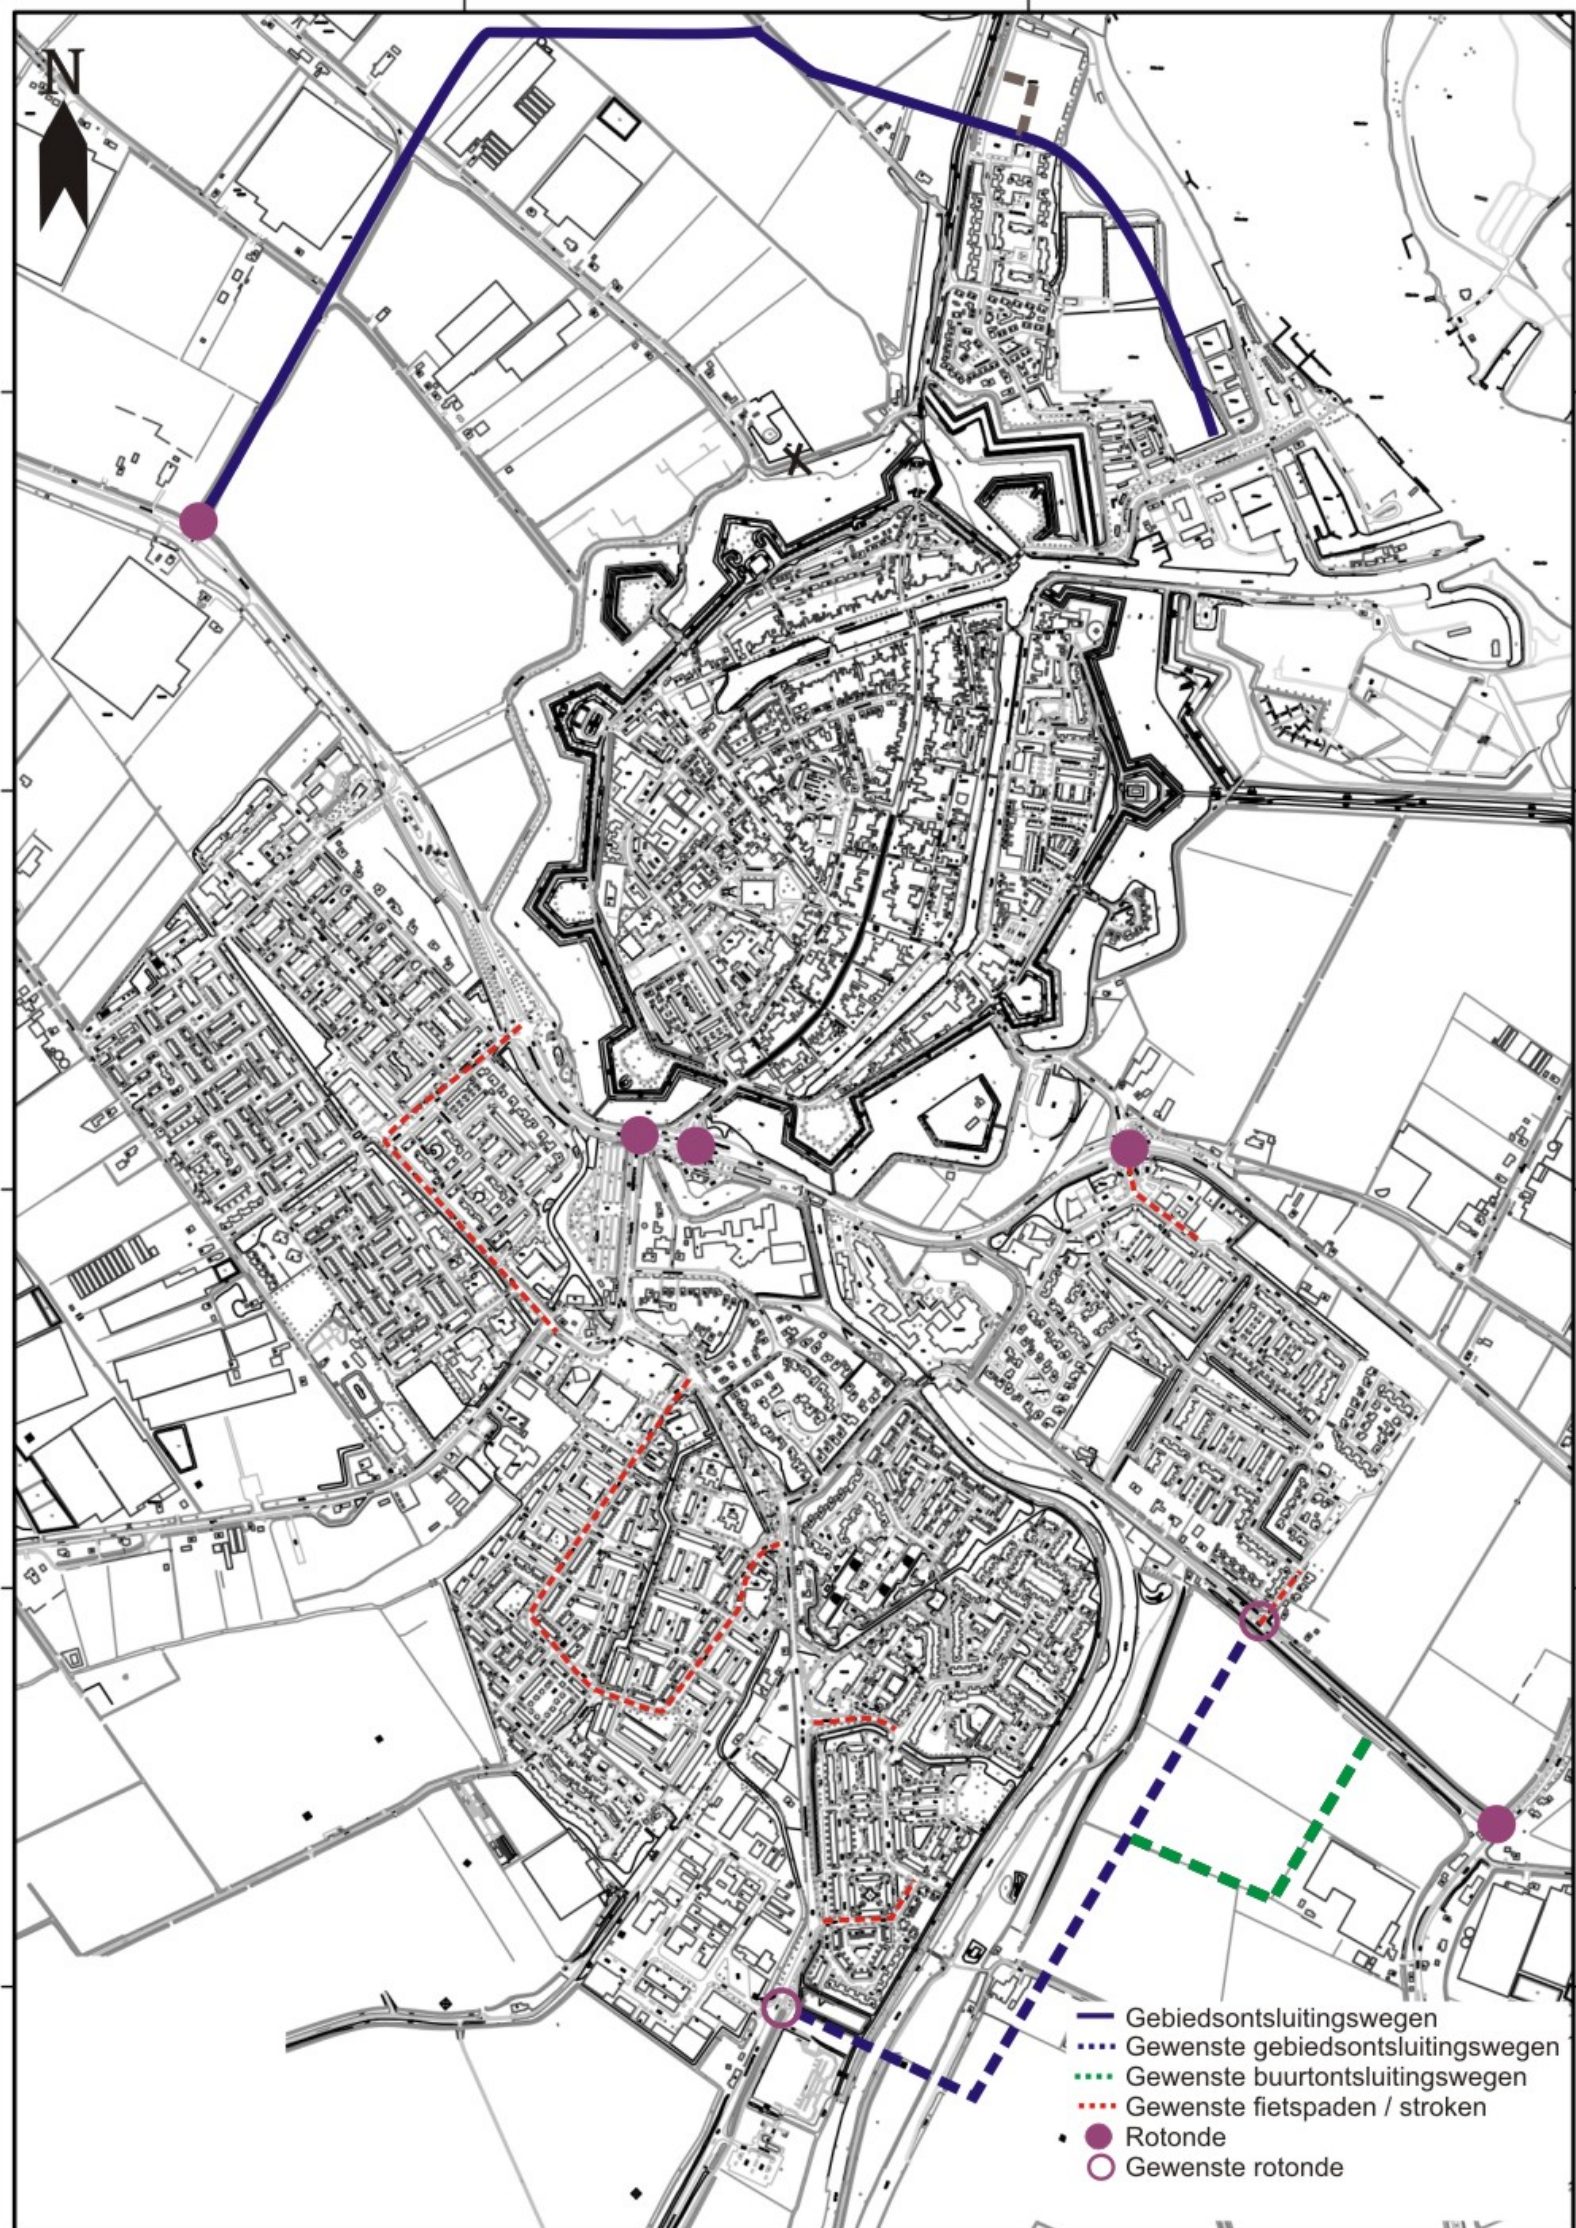 N
Gebiedsontsluitingswegen
Gewenste gebiedsontsluitingswegen
Gewenste buurtontsluitingswegen
Gewenste fietspaden / stroken
Rotonde
Gewenste rotonde